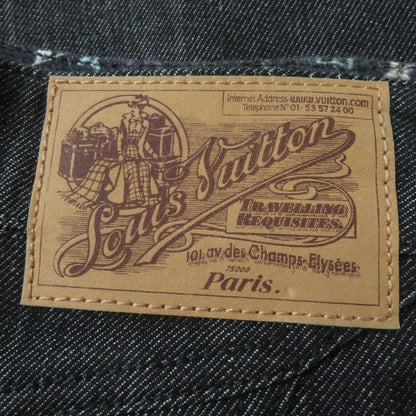 Internet Address-www.vuitton.com
Telephone N° 01-53 57 24 00
Louis Vuitton
TRAVELLING
REQUISITES.
101, av des Champs-Elysées
75008
Paris.